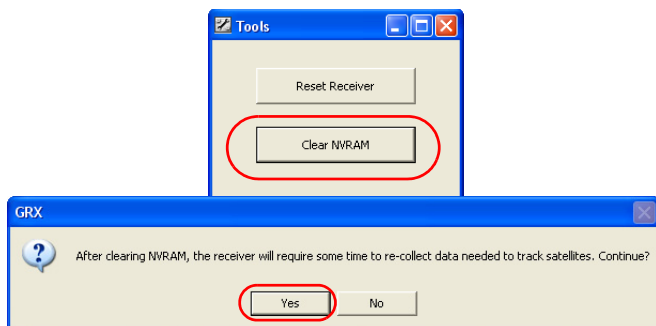 Tools
Reset Receiver
Clear NVRAM
GRX
After clearing NVRAM, the receiver will require some time to re-collect data needed to track satellites. Continue?
Yes No